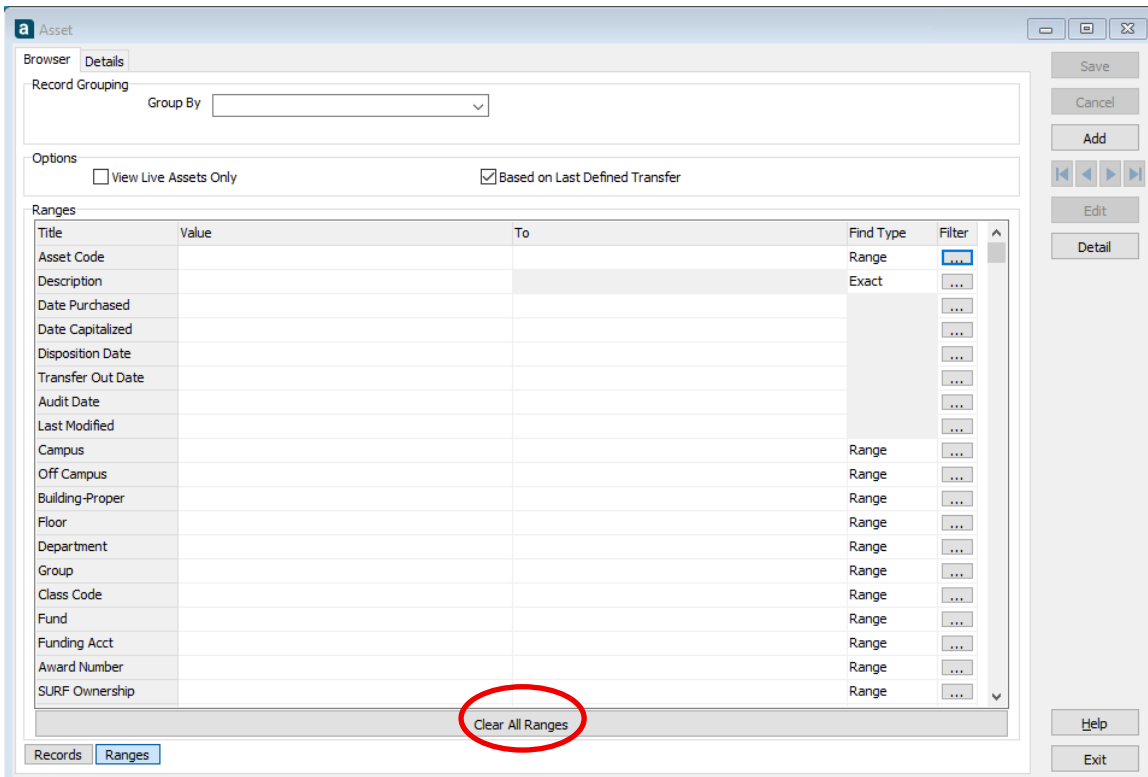 a Asset
Browser Details
Save
Record Grouping
Group By
Cancel
Add
Options
View Live Assets Only Based on Last Defined Transfer
Ranges
Edit
Title Value To Find Type Filter
Detail
Asset Code Range ...
Description Exact ...
Date Purchased ...
Date Capitalized ...
Disposition Date ...
Transfer Out Date ...
Audit Date ...
Last Modified ...
Campus Range ...
Off Campus Range ...
Building-Proper Range ...
Floor Range ...
Department Range ...
Group Range ...
Class Code Range ...
Fund Range ...
Funding Acct Range ...
Award Number Range ...
SURF Ownership Range ...
Clear All Ranges
Help
Records Ranges
Exit